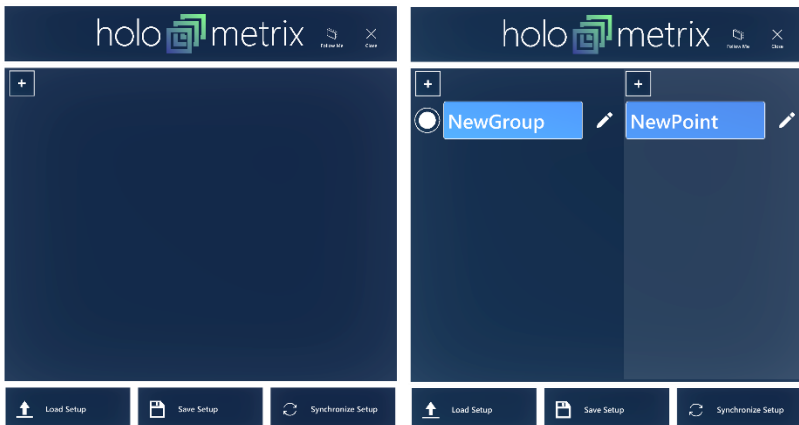 holo metrix
Follow Me
Close
+
Load Setup
Save Setup
Synchronize Setup
holo metrix
Follow Me
Close
+
+
NewGroup
NewPoint
Load Setup
Save Setup
Synchronize Setup